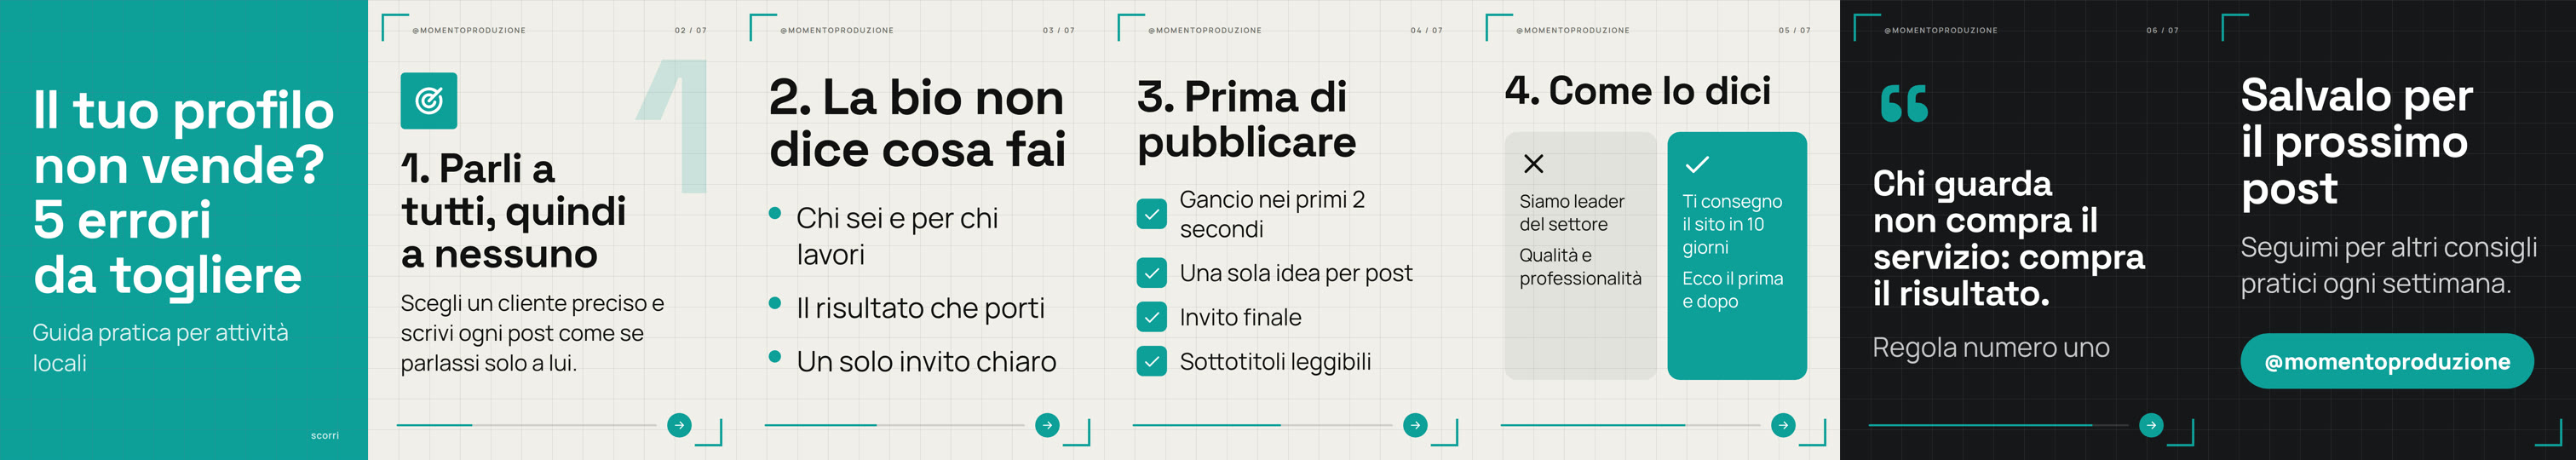 Il tuo profilo
non vende?
5 errori
da togliere
Guida pratica per attività
locali
scorri
@MOMENTOPRODUZIONE
02 / 07
1
1. Parli a
tutti, quindi
a nessuno
Scegli un cliente preciso e
scrivi ogni post come se
parlassi solo a lui.
@MOMENTOPRODUZIONE
03 / 07
2. La bio non
dice cosa fai
Chi sei e per chi
lavori
Il risultato che porti
Un solo invito chiaro
@MOMENTOPRODUZIONE
04 / 07
3. Prima di
pubblicare
Gancio nei primi 2
secondi
Una sola idea per post
Invito finale
Sottotitoli leggibili
@MOMENTOPRODUZIONE
05 / 07
4. Come lo dici
Siamo leader
del settore
Qualità e
professionalità
Ti consegno
il sito in 10
giorni
Ecco il prima
e dopo
@MOMENTOPRODUZIONE
06 / 07
“
Chi guarda
non compra il
servizio: compra
il risultato.
Regola numero uno
Salvalo per
il prossimo
post
Seguimi per altri consigli
pratici ogni settimana.
@momentoproduzione